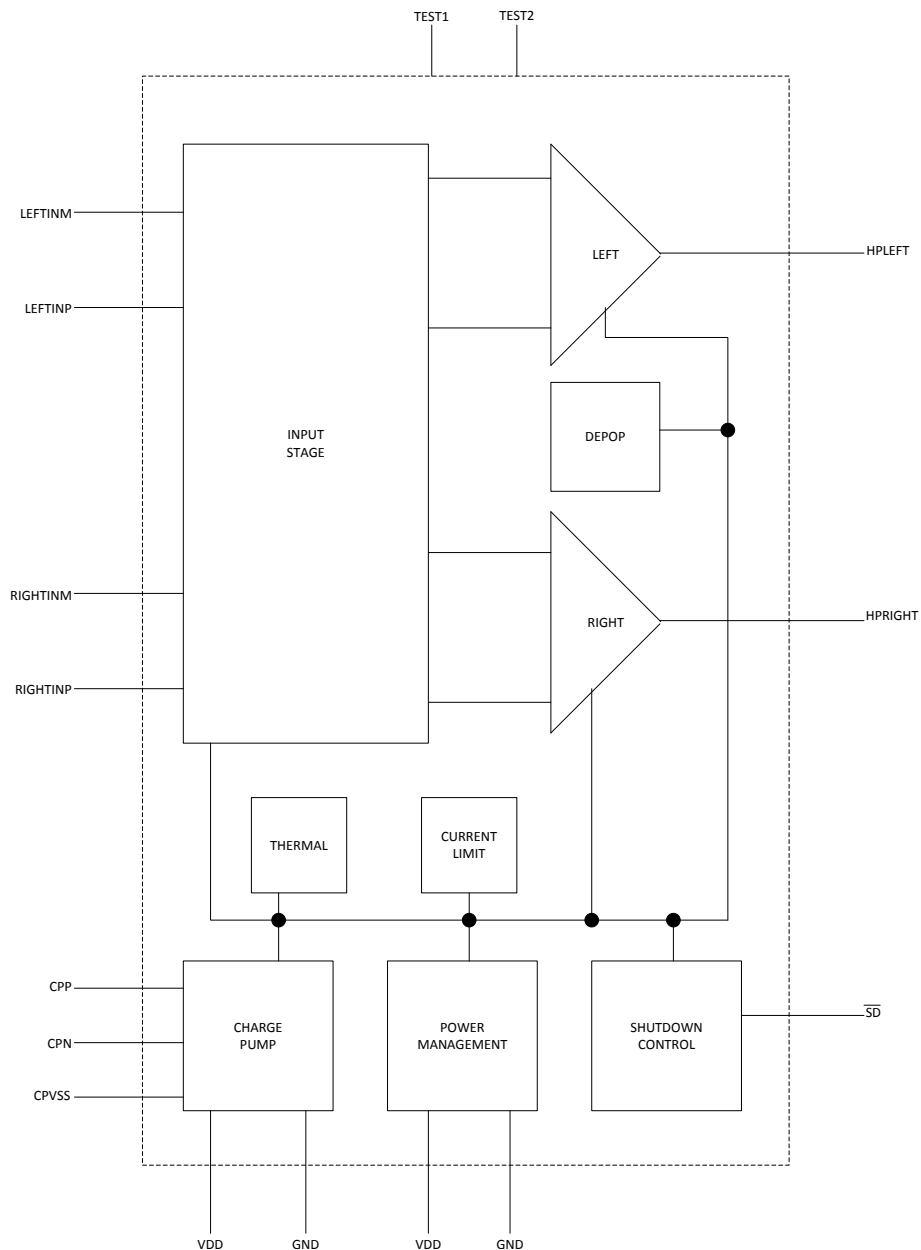 TEST1
TEST2
LEFTINM
LEFTINP
RIGHTINM
RIGHTINP
INPUT
STAGE
LEFT
HPLEFT
DEPOP
RIGHT
HPRIGHT
THERMAL
CURRENT
LIMIT
CPP
CPN
CPVSS
CHARGE
PUMP
POWER
MANAGEMENT
SHUTDOWN
CONTROL
S̅D̅
VDD
GND
VDD
GND